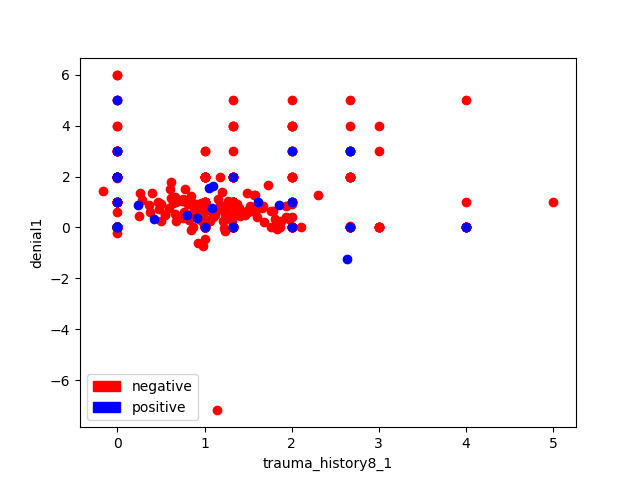 6
4
2
0
−2
−4
−6
denial1
negative
positive
0 1 2 3 4 5
trauma_history8_1